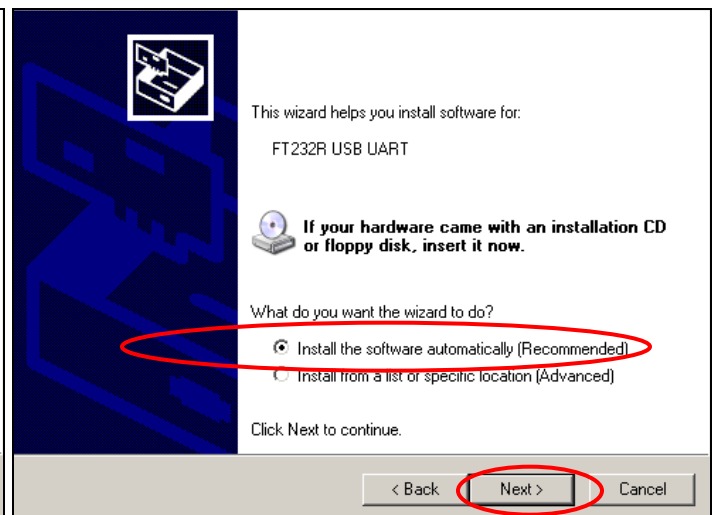 This wizard helps you install software for:
FT232R USB UART
If your hardware came with an installation CD
or floppy disk, insert it now.
What do you want the wizard to do?
Install the software automatically (Recommended)
Install from a list or specific location (Advanced)
Click Next to continue.
< Back Next > Cancel